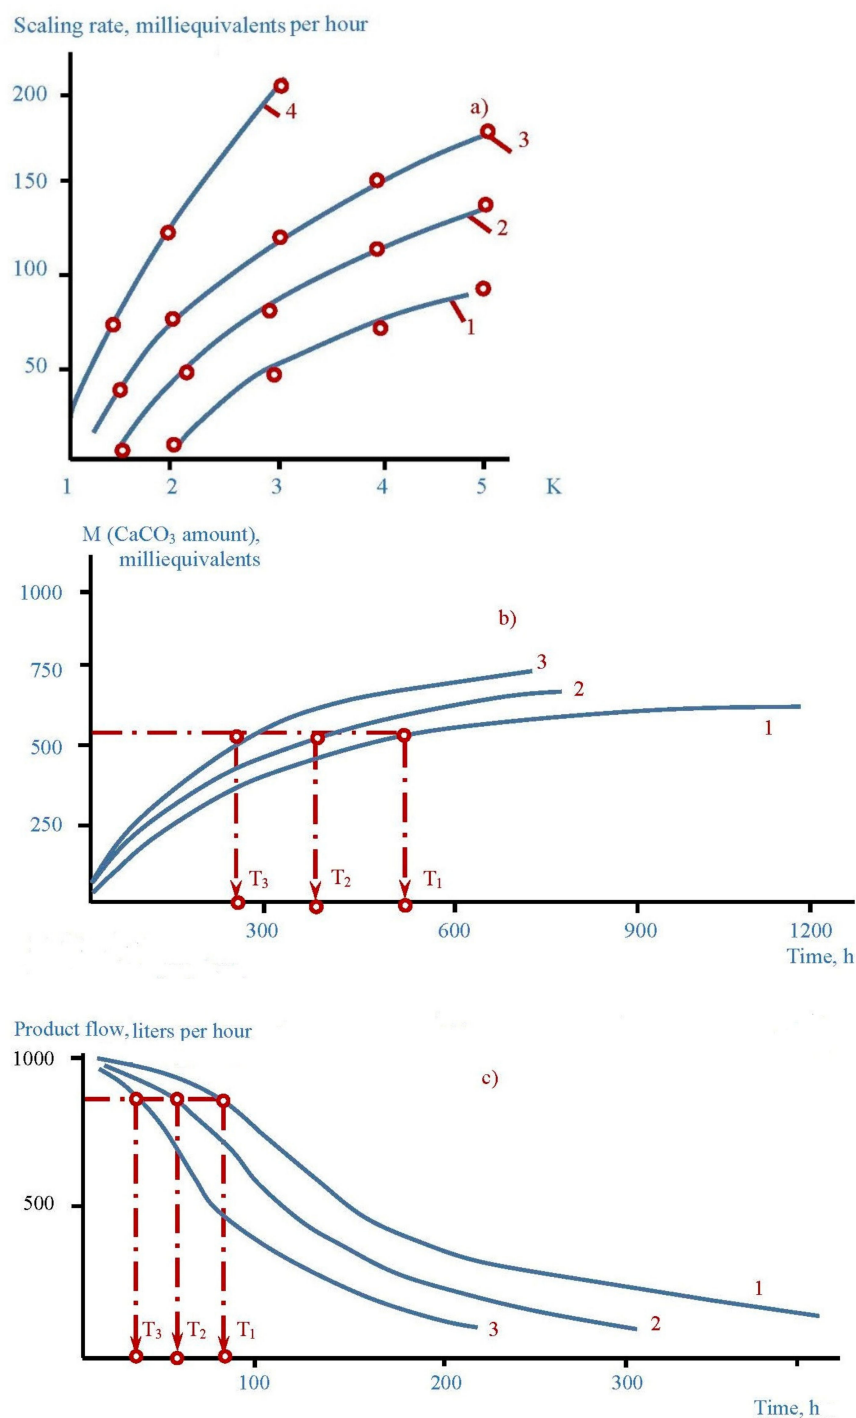 Scaling rate, milliequivalents per hour
200
4
a)
3
150
2
100
1
50
1 2 3 4 5 K
M (CaCO₃ amount),
milliequivalents
1000
b)
750
3
2
1
500
250
T₃ T₂ T₁
300 600 900 1200
Time, h
Product flow, liters per hour
1000
c)
500
1
T₃ T₂ T₁ 3 2
100 200 300
Time, h